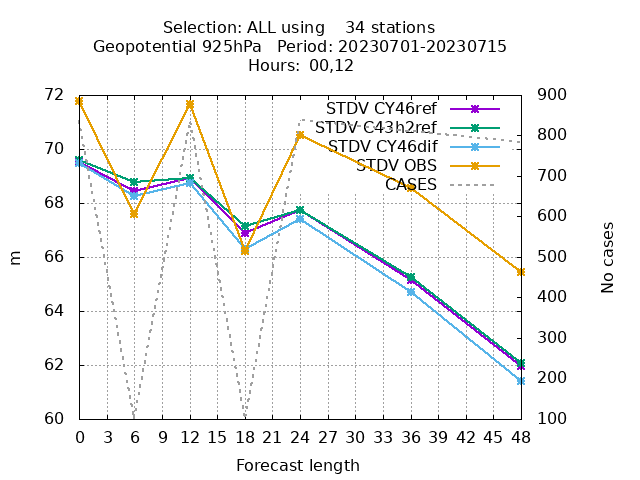 Selection: ALL using    34 stations
Geopotential 925hPa   Period: 20230701-20230715
Hours:  00,12
72 900
STDV CY46ref
800
STDV C43h2ref
70
STDV CY46dif
STDV OBS
700
CASES
68
600
m
66 500
No cases
64 400
300
62
200
60 100
0 3 6 9 12 15 18 21 24 27 30 33 36 39 42 45 48
Forecast length